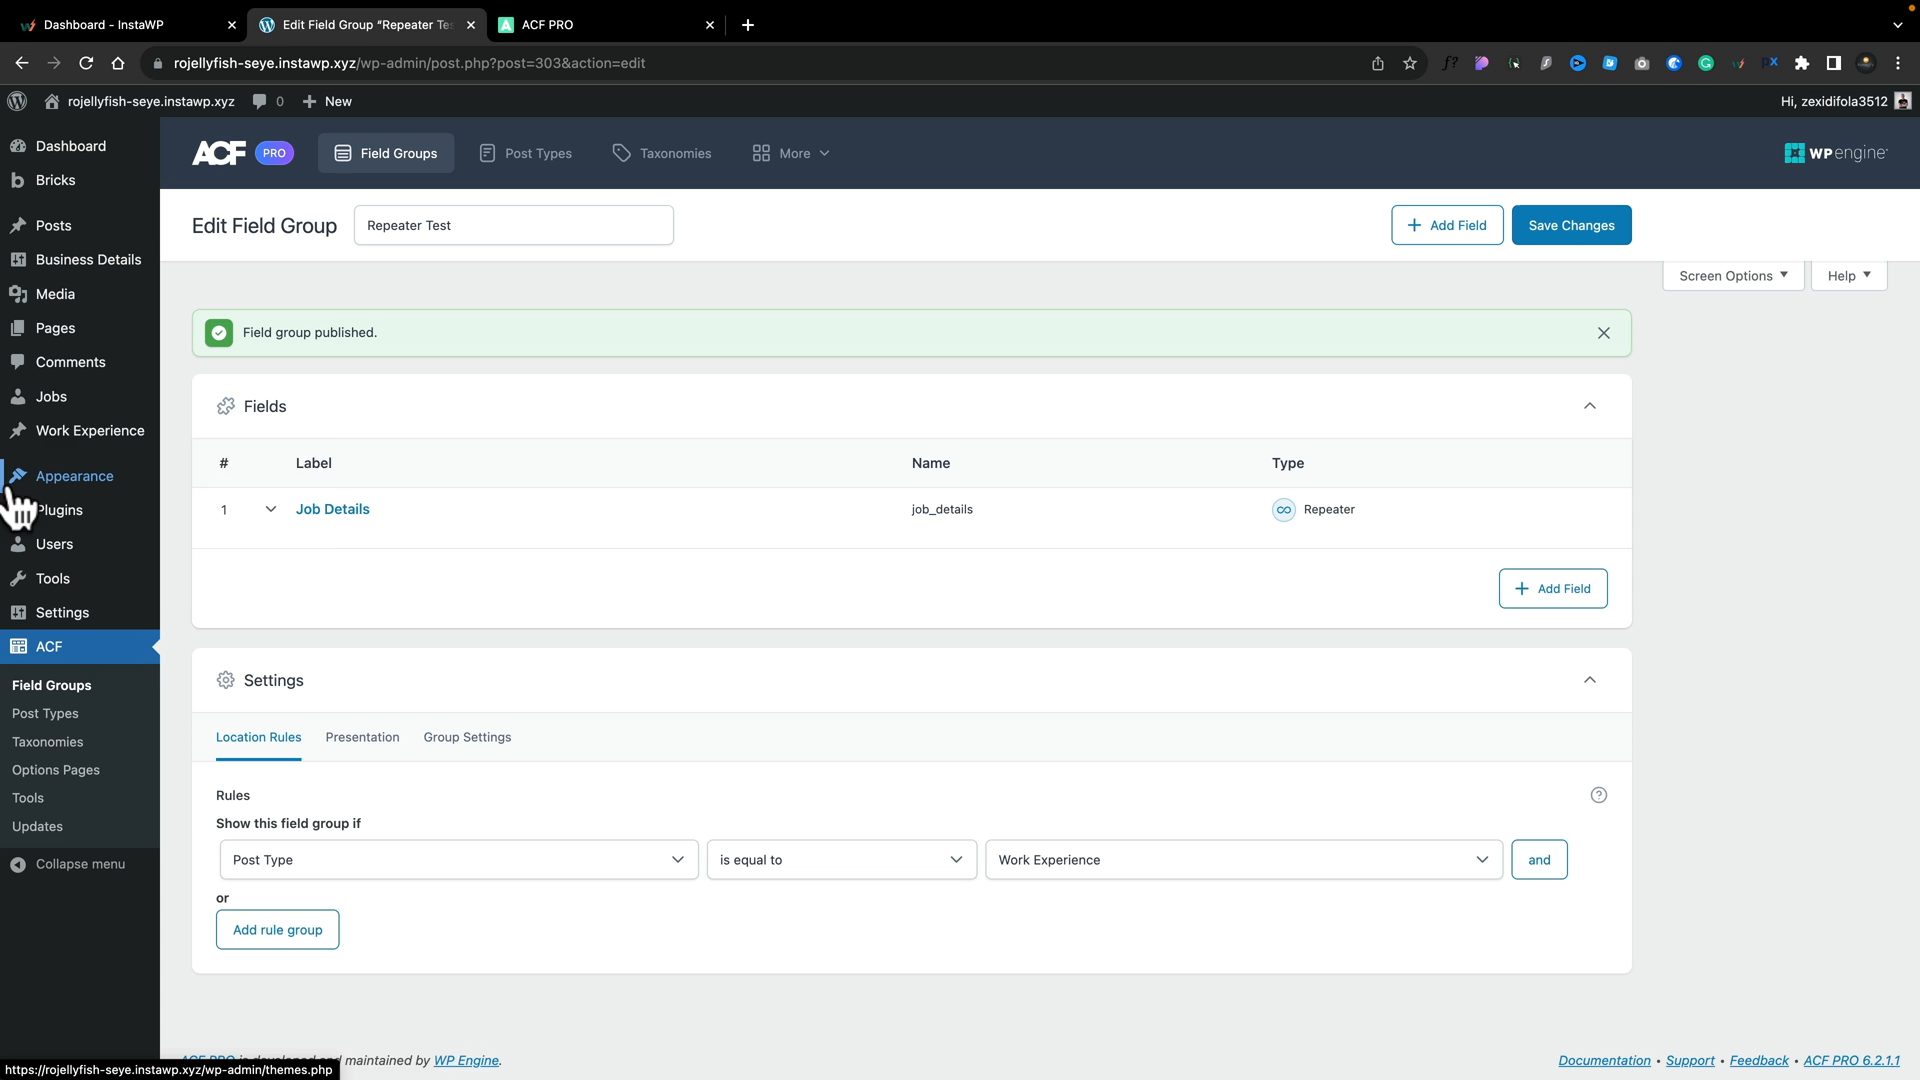 Dashboard - InstaWP
Edit Field Group "Repeater Tes
ACF PRO
rojellyfish-seye.instawp.xyz/wp-admin/post.php?post=303&action=edit
rojellyfish-seye.instawp.xyz
0
New
Hi, zexidifola3512
Dashboard
Bricks
Posts
Business Details
Media
Pages
Comments
Jobs
Work Experience
Appearance
Plugins
Users
Tools
Settings
ACF
Field Groups
Post Types
Taxonomies
Options Pages
Tools
Updates
Collapse menu
ACF PRO
Field Groups
Post Types
Taxonomies
More
WP engine
Edit Field Group
Repeater Test
Add Field
Save Changes
Screen Options
Help
Field group published.
Fields
# Label Name Type
1 Job Details job_details Repeater
Add Field
Settings
Location Rules Presentation Group Settings
Rules
Show this field group if
Post Type
is equal to
Work Experience
and
or
Add rule group
maintained by WP Engine.
Documentation • Support • Feedback • ACF PRO 6.2.1.1
https://rojellyfish-seye.instawp.xyz/wp-admin/themes.php